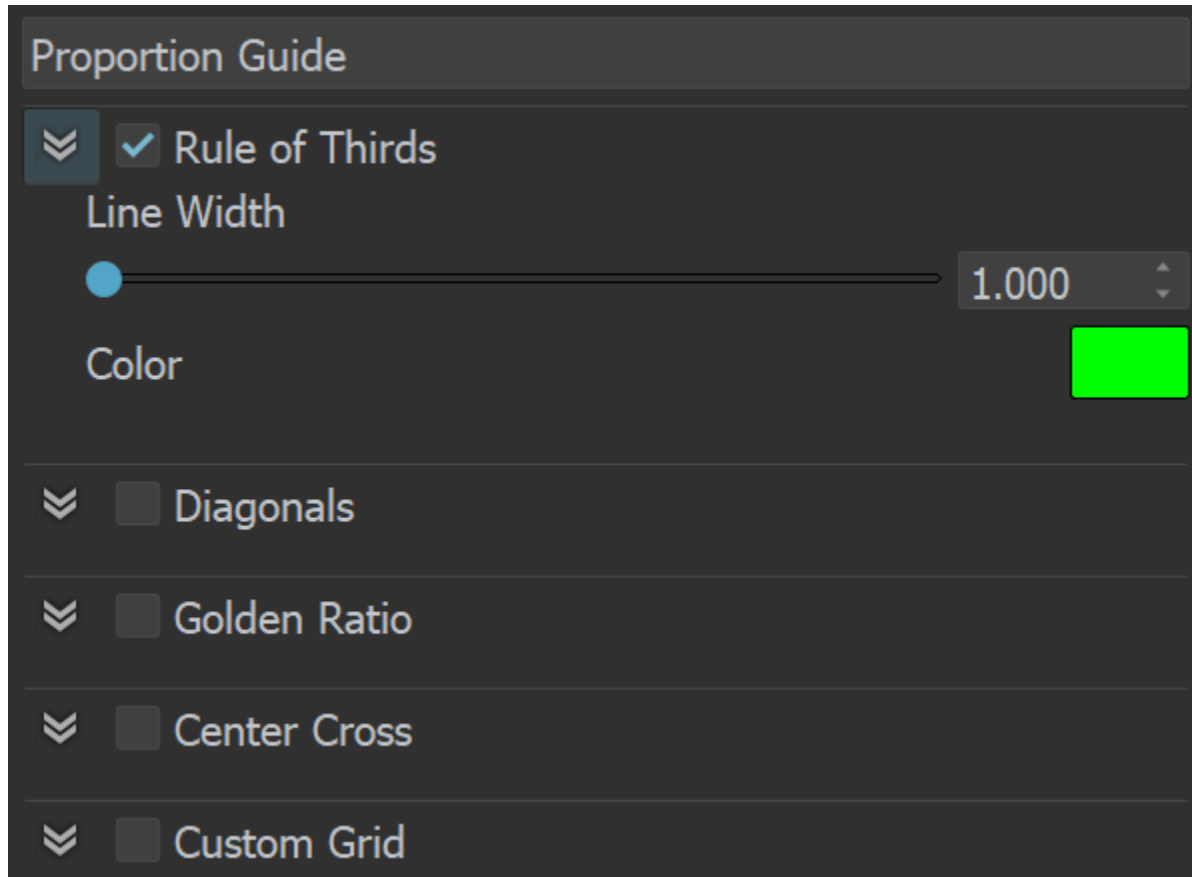 Proportion Guide
Rule of Thirds
Line Width
1.000
Color
Diagonals
Golden Ratio
Center Cross
Custom Grid